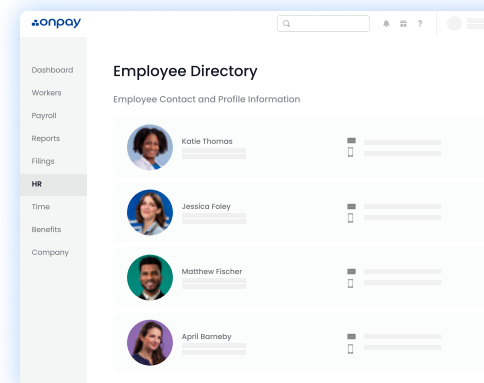 onpay
?
Dashboard
Workers
Payroll
Reports
Filings
HR
Time
Benefits
Company
Employee Directory
Employee Contact and Profile Information
Katie Thomas
Jessica Foley
Matthew Fischer
April Barneby